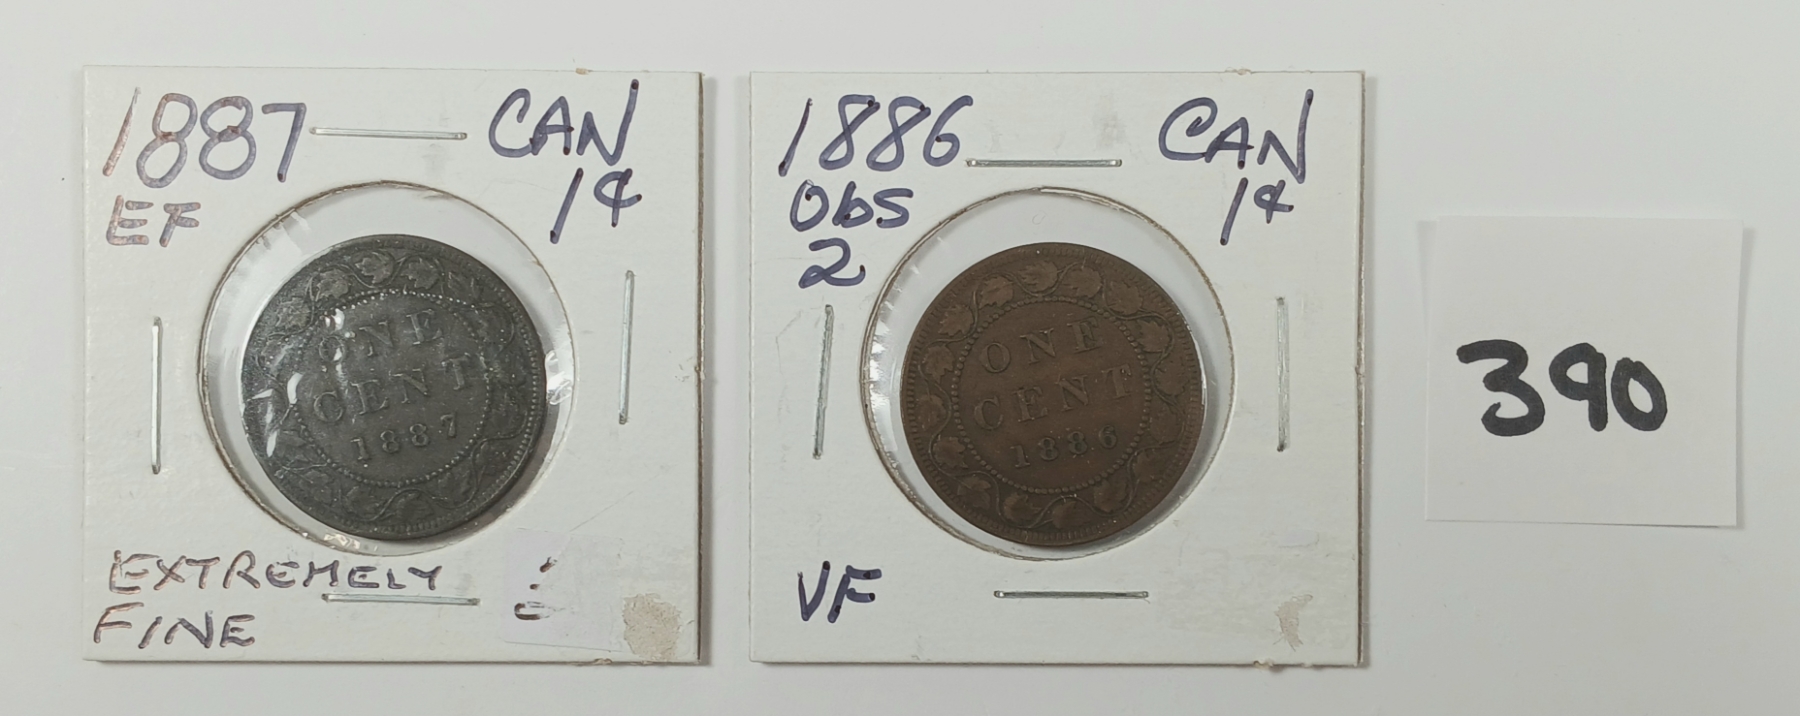 1887 CAN
EF 1¢
ONE
CENT
1887
EXTREMELY
FINE
1886 CAN
Obs 1¢
2
ONE
CENT
1886
VF
390